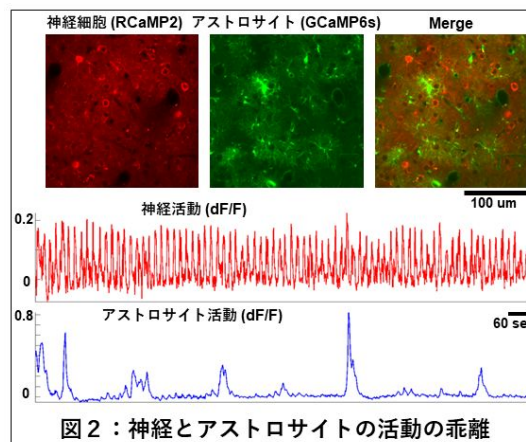 神経細胞 (RCaMP2) アストロサイト (GCaMP6s) Merge
100 um
神経活動 (dF/F)
0.2
0
アストロサイト活動 (dF/F)
60 se
0.8
0
図２：神経とアストロサイトの活動の乖離